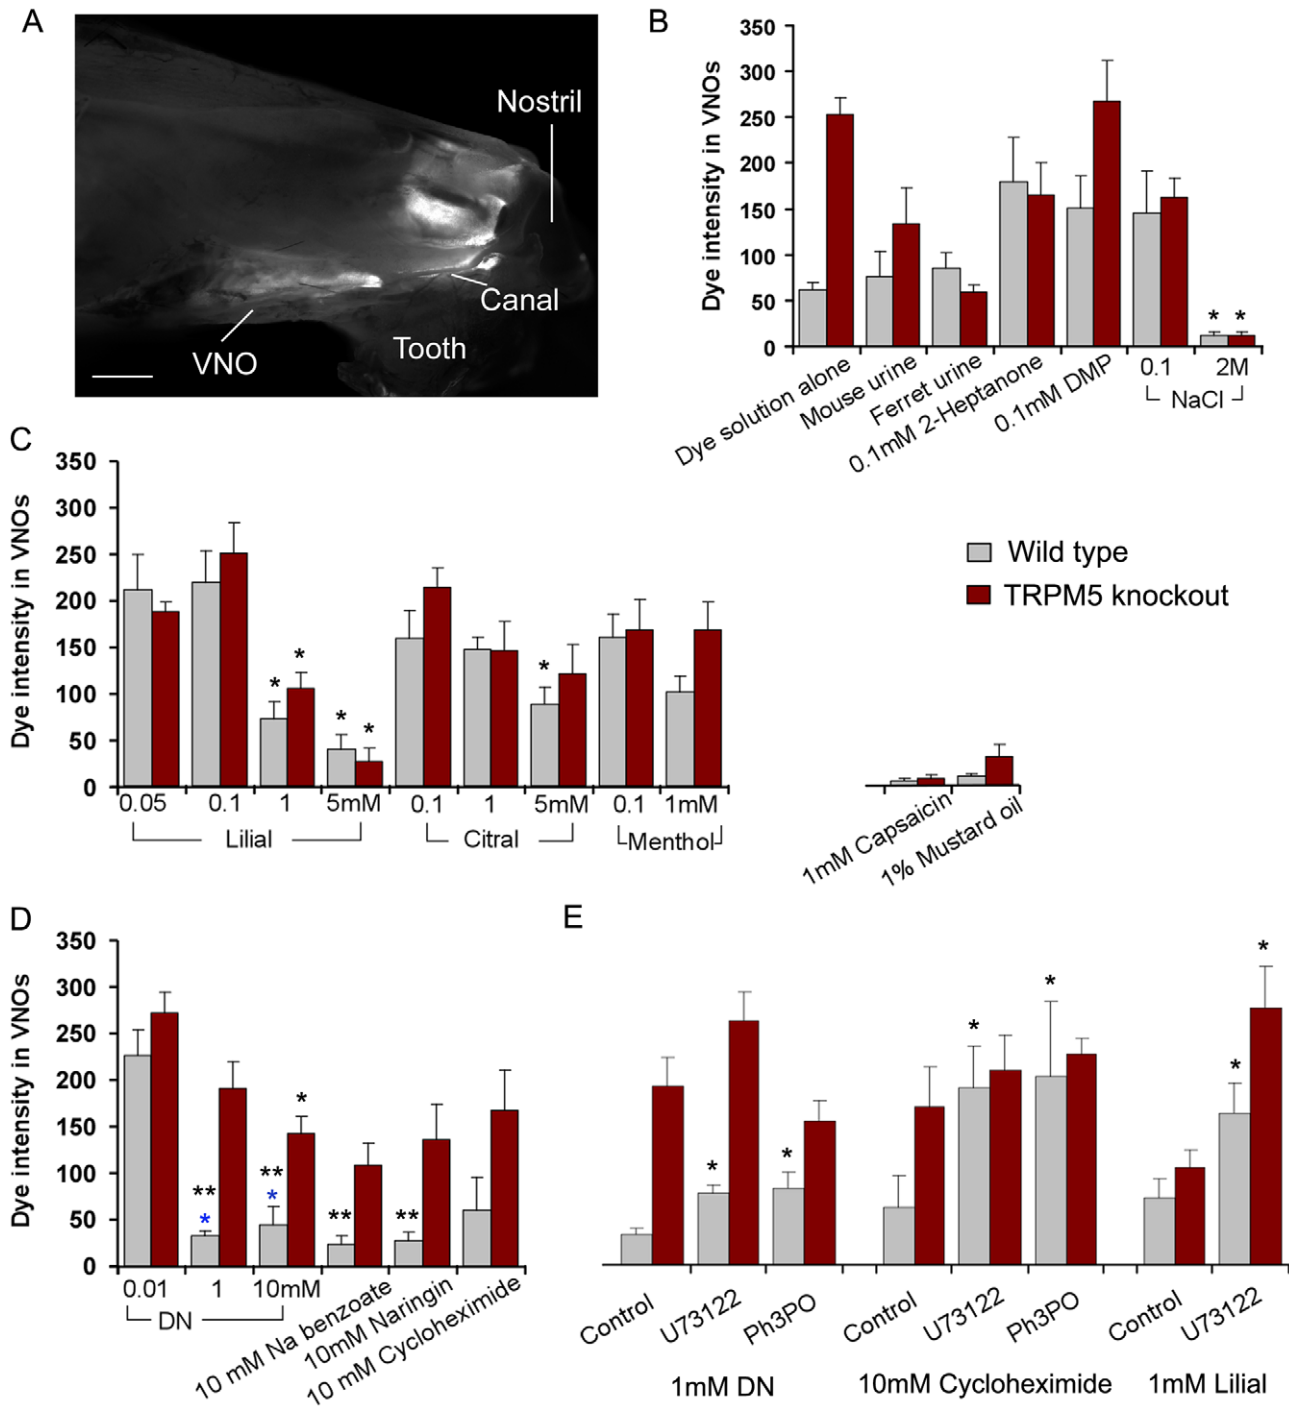 A
Nostril
Canal
VNO
Tooth
B
Dye intensity in VNOs
350
300
250
200
150
100
50
0
* *
Dye solution alone
Mouse urine
Ferret urine
0.1mM 2-Heptanone
0.1mM DMP
0.1 2M
NaCl
C
Dye intensity in VNOs
350
300
250
200
150
100
50
0
* * * * *
0.05 0.1 1 5mM 0.1 1 5mM 0.1 1mM
Lilial Citral Menthol
Wild type
TRPM5 knockout
1mM Capsaicin
1% Mustard oil
D
Dye intensity in VNOs
350
300
250
200
150
100
50
0
** ** * ** **
* *
0.01 1 10mM
DN
10 mM Na benzoate
10mM Naringin
10 mM Cycloheximide
E
* * * * * *
Control U73122 Ph3PO Control U73122 Ph3PO Control U73122
1mM DN 10mM Cycloheximide 1mM Lilial